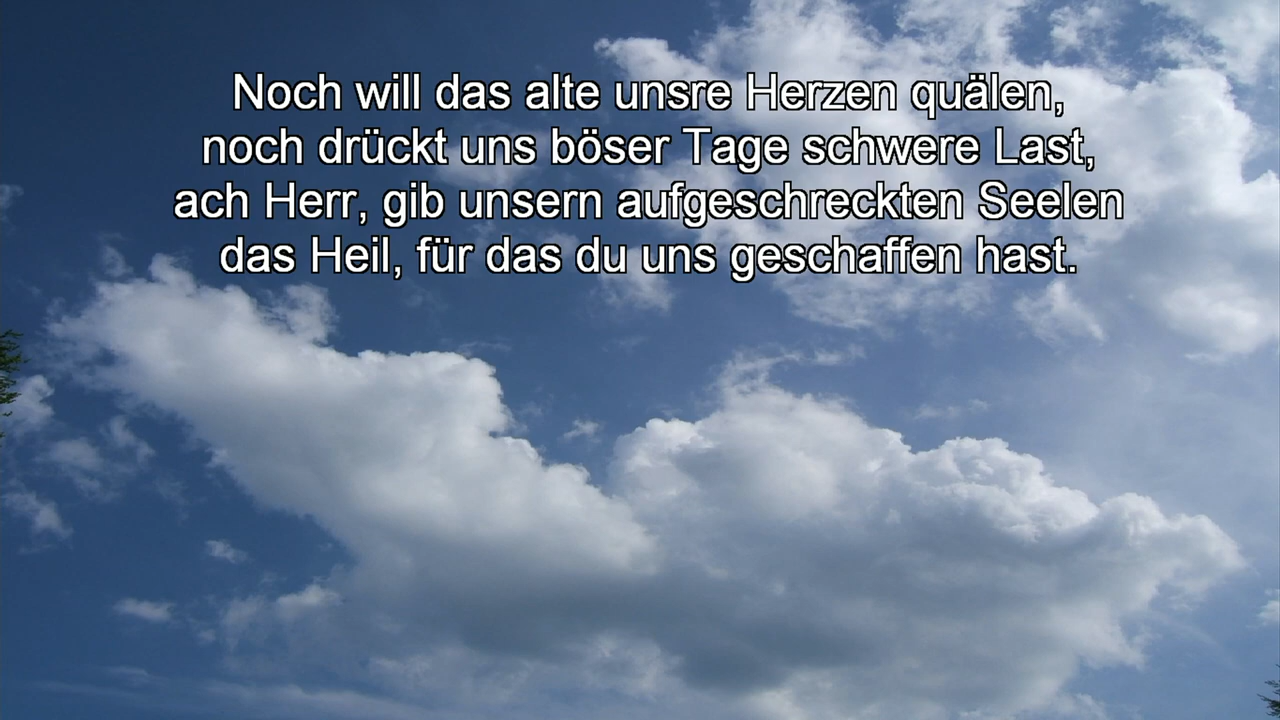 Noch will das alte unsre Herzen quälen,
noch drückt uns böser Tage schwere Last,
ach Herr, gib unsern aufgeschreckten Seelen
das Heil, für das du uns geschaffen hast.